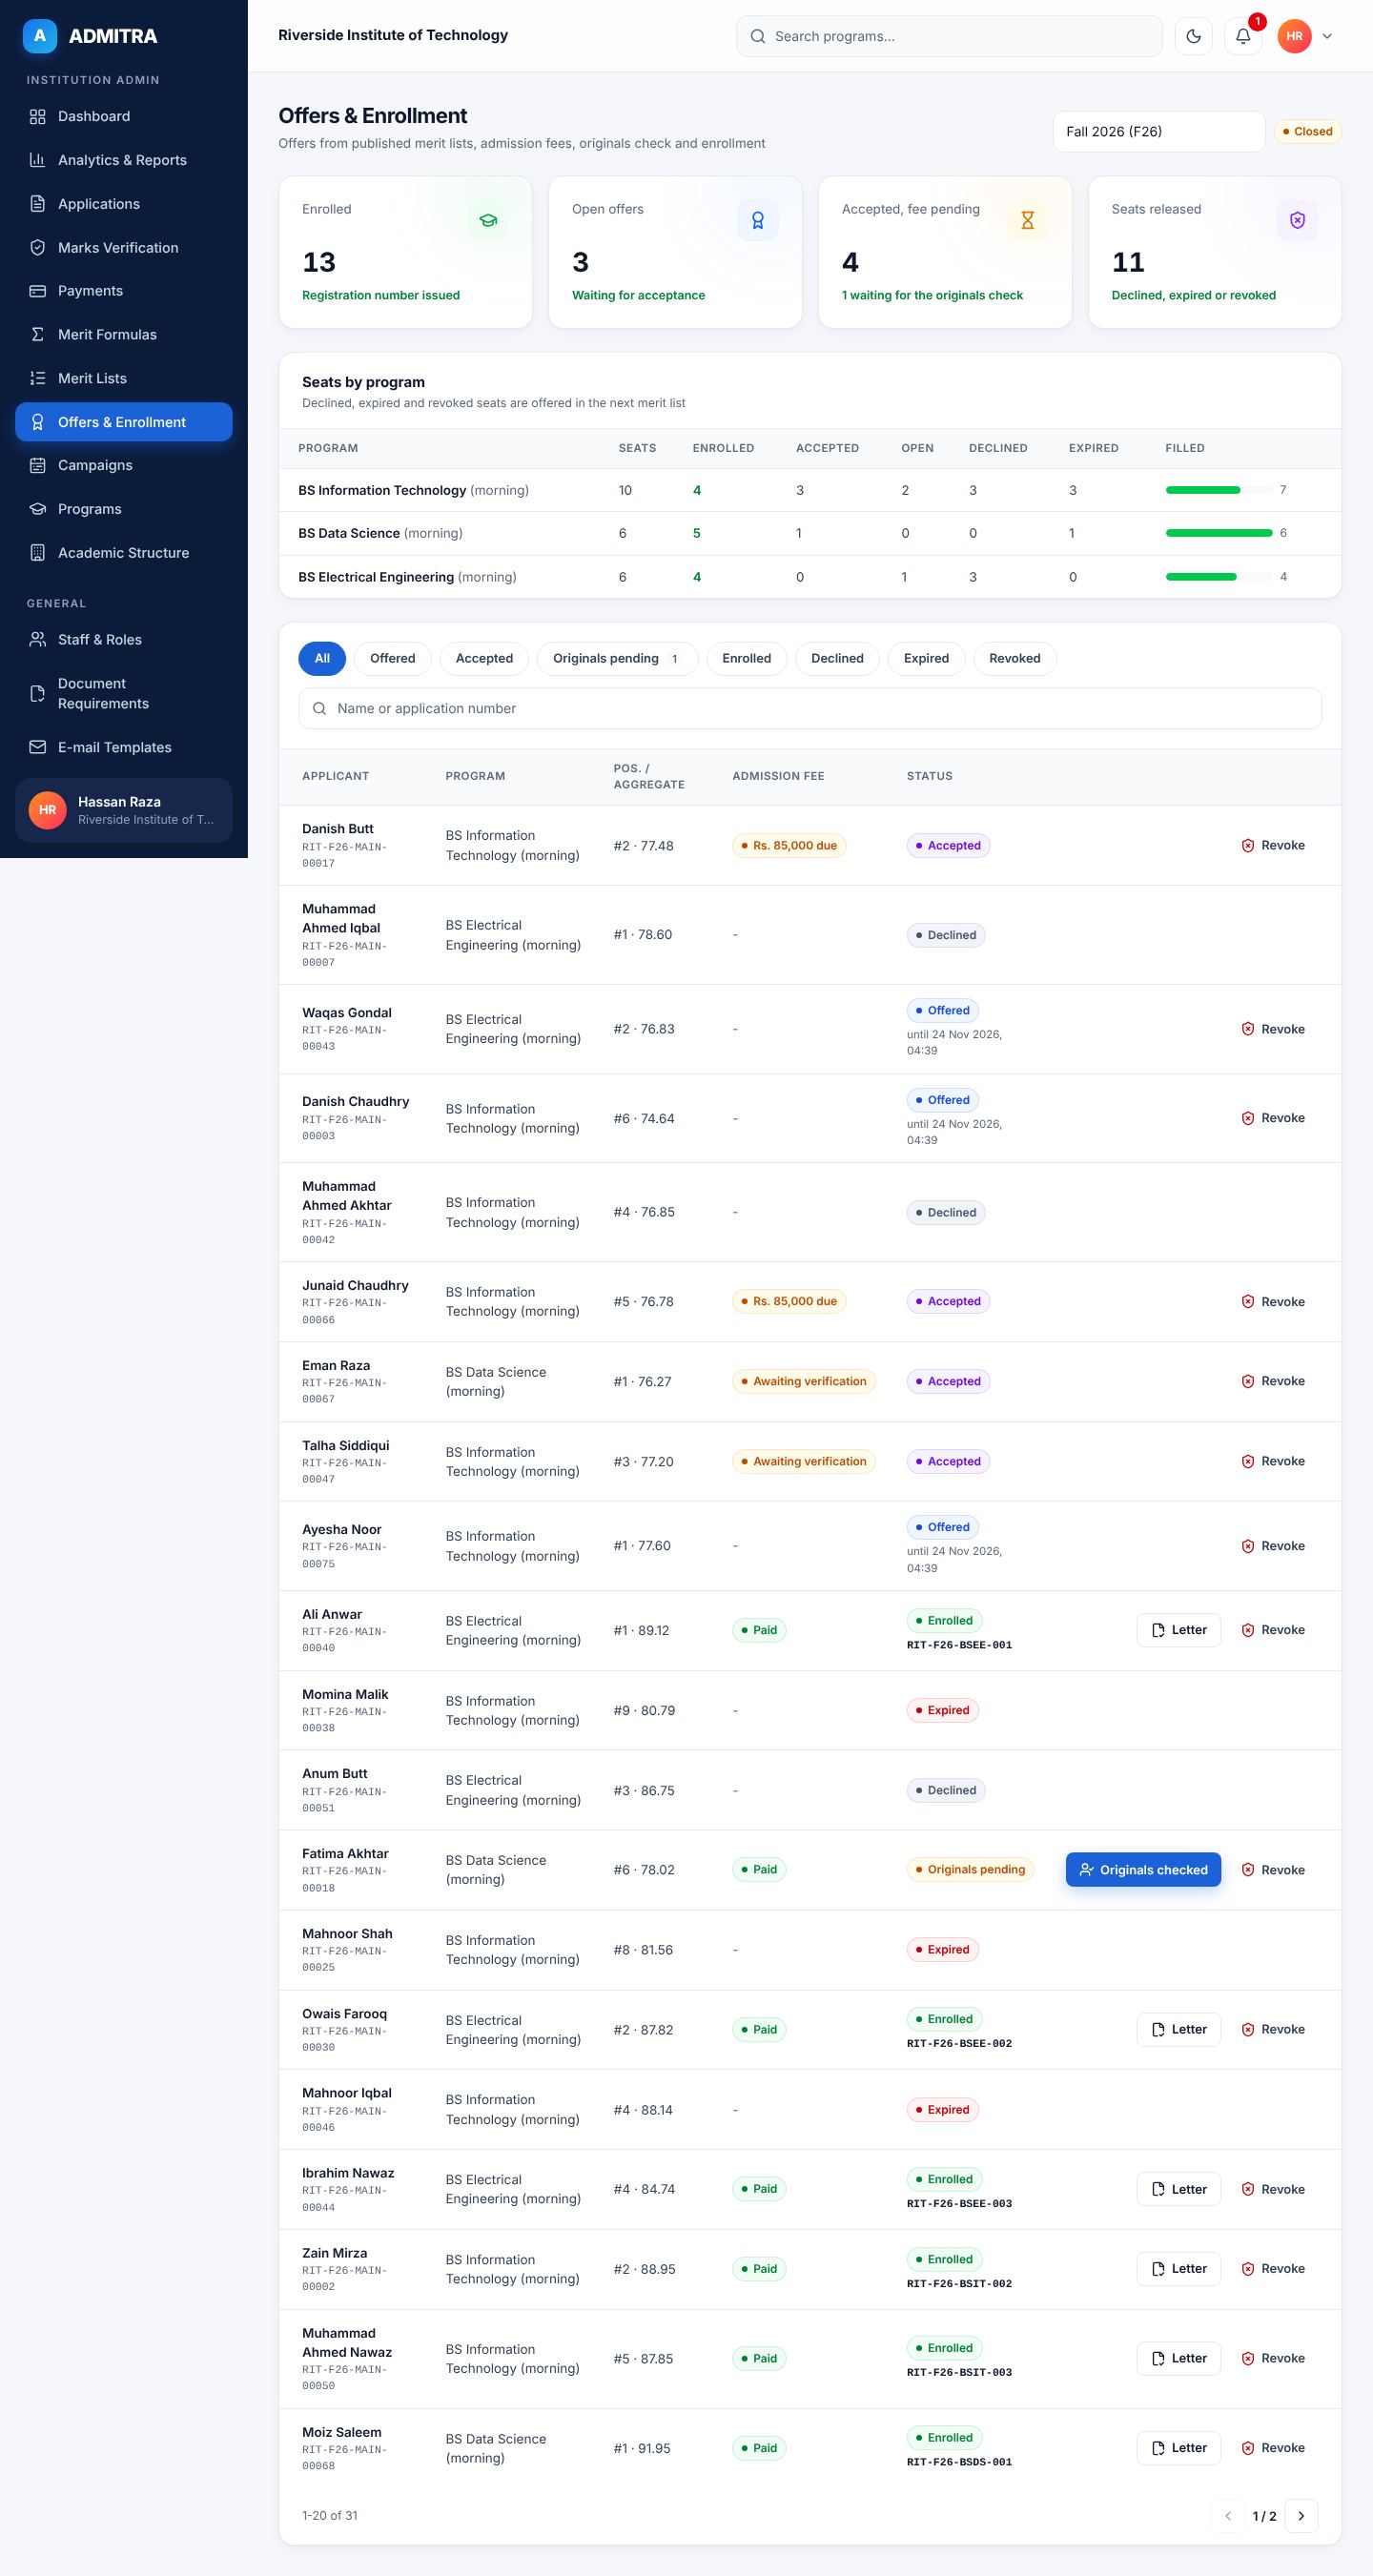 A ADMITRA
INSTITUTION ADMIN
Dashboard
Analytics & Reports
Applications
Marks Verification
Payments
Merit Formulas
Merit Lists
Offers & Enrollment
Campaigns
Programs
Academic Structure
GENERAL
Staff & Roles
Document
Requirements
E-mail Templates
HR Hassan Raza
Riverside Institute of T...
Riverside Institute of Technology
Search programs...
1
HR
Offers & Enrollment
Offers from published merit lists, admission fees, originals check and enrollment
Fall 2026 (F26)
Closed
Enrolled
13
Registration number issued
Open offers
3
Waiting for acceptance
Accepted, fee pending
4
1 waiting for the originals check
Seats released
11
Declined, expired or revoked
Seats by program
Declined, expired and revoked seats are offered in the next merit list
PROGRAM SEATS ENROLLED ACCEPTED OPEN DECLINED EXPIRED FILLED
BS Information Technology (morning) 10 4 3 2 3 3 7
BS Data Science (morning) 6 5 1 0 0 1 6
BS Electrical Engineering (morning) 6 4 0 1 3 0 4
All Offered Accepted Originals pending 1 Enrolled Declined Expired Revoked
Name or application number
APPLICANT PROGRAM POS. / AGGREGATE ADMISSION FEE STATUS
Danish Butt
RIT-F26-MAIN-
00017
BS Information
Technology (morning)
#2 · 77.48
Rs. 85,000 due
Accepted
Revoke
Muhammad
Ahmed Iqbal
RIT-F26-MAIN-
00007
BS Electrical
Engineering (morning)
#1 · 78.60
-
Declined
Waqas Gondal
RIT-F26-MAIN-
00043
BS Electrical
Engineering (morning)
#2 · 76.83
-
Offered
until 24 Nov 2026,
04:39
Revoke
Danish Chaudhry
RIT-F26-MAIN-
00003
BS Information
Technology (morning)
#6 · 74.64
-
Offered
until 24 Nov 2026,
04:39
Revoke
Muhammad
Ahmed Akhtar
RIT-F26-MAIN-
00042
BS Information
Technology (morning)
#4 · 76.85
-
Declined
Junaid Chaudhry
RIT-F26-MAIN-
00066
BS Information
Technology (morning)
#5 · 76.78
Rs. 85,000 due
Accepted
Revoke
Eman Raza
RIT-F26-MAIN-
00067
BS Data Science
(morning)
#1 · 76.27
Awaiting verification
Accepted
Revoke
Talha Siddiqui
RIT-F26-MAIN-
00047
BS Information
Technology (morning)
#3 · 77.20
Awaiting verification
Accepted
Revoke
Ayesha Noor
RIT-F26-MAIN-
00075
BS Information
Technology (morning)
#1 · 77.60
-
Offered
until 24 Nov 2026,
04:39
Revoke
Ali Anwar
RIT-F26-MAIN-
00040
BS Electrical
Engineering (morning)
#1 · 89.12
Paid
Enrolled
RIT-F26-BSEE-001
Letter
Revoke
Momina Malik
RIT-F26-MAIN-
00038
BS Information
Technology (morning)
#9 · 80.79
-
Expired
Anum Butt
RIT-F26-MAIN-
00051
BS Electrical
Engineering (morning)
#3 · 86.75
-
Declined
Fatima Akhtar
RIT-F26-MAIN-
00018
BS Data Science
(morning)
#6 · 78.02
Paid
Originals pending
Originals checked
Revoke
Mahnoor Shah
RIT-F26-MAIN-
00025
BS Information
Technology (morning)
#8 · 81.56
-
Expired
Owais Farooq
RIT-F26-MAIN-
00030
BS Electrical
Engineering (morning)
#2 · 87.82
Paid
Enrolled
RIT-F26-BSEE-002
Letter
Revoke
Mahnoor Iqbal
RIT-F26-MAIN-
00046
BS Information
Technology (morning)
#4 · 88.14
-
Expired
Ibrahim Nawaz
RIT-F26-MAIN-
00044
BS Electrical
Engineering (morning)
#4 · 84.74
Paid
Enrolled
RIT-F26-BSEE-003
Letter
Revoke
Zain Mirza
RIT-F26-MAIN-
00002
BS Information
Technology (morning)
#2 · 88.95
Paid
Enrolled
RIT-F26-BSIT-002
Letter
Revoke
Muhammad
Ahmed Nawaz
RIT-F26-MAIN-
00050
BS Information
Technology (morning)
#5 · 87.85
Paid
Enrolled
RIT-F26-BSIT-003
Letter
Revoke
Moiz Saleem
RIT-F26-MAIN-
00068
BS Data Science
(morning)
#1 · 91.95
Paid
Enrolled
RIT-F26-BSDS-001
Letter
Revoke
1-20 of 31
1 / 2